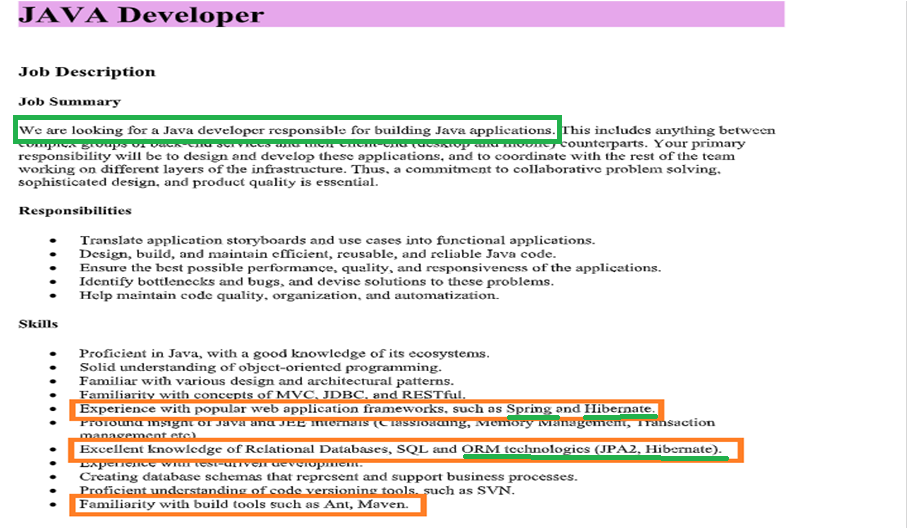 JAVA Developer
Job Description
Job Summary
We are looking for a Java developer responsible for building Java applications. This includes anything between
complex groups of back-end services and their client-end (desktop and mobile) counterparts. Your primary
responsibility will be to design and develop these applications, and to coordinate with the rest of the team
working on different layers of the infrastructure. Thus, a commitment to collaborative problem solving,
sophisticated design, and product quality is essential.
Responsibilities
• Translate application storyboards and use cases into functional applications.
• Design, build, and maintain efficient, reusable, and reliable Java code.
• Ensure the best possible performance, quality, and responsiveness of the applications.
• Identify bottlenecks and bugs, and devise solutions to these problems.
• Help maintain code quality, organization, and automatization.
Skills
• Proficient in Java, with a good knowledge of its ecosystems.
• Solid understanding of object-oriented programming.
• Familiar with various design and architectural patterns.
• Familiarity with concepts of MVC, JDBC, and RESTful.
• Experience with popular web application frameworks, such as Spring and Hibernate.
• Profound insight of Java and JEE internals (Classloading, Memory Management, Transaction
management etc)
• Excellent knowledge of Relational Databases, SQL and ORM technologies (JPA2, Hibernate).
• Experience with test-driven development.
• Creating database schemas that represent and support business processes.
• Proficient understanding of code versioning tools, such as SVN.
• Familiarity with build tools such as Ant, Maven.